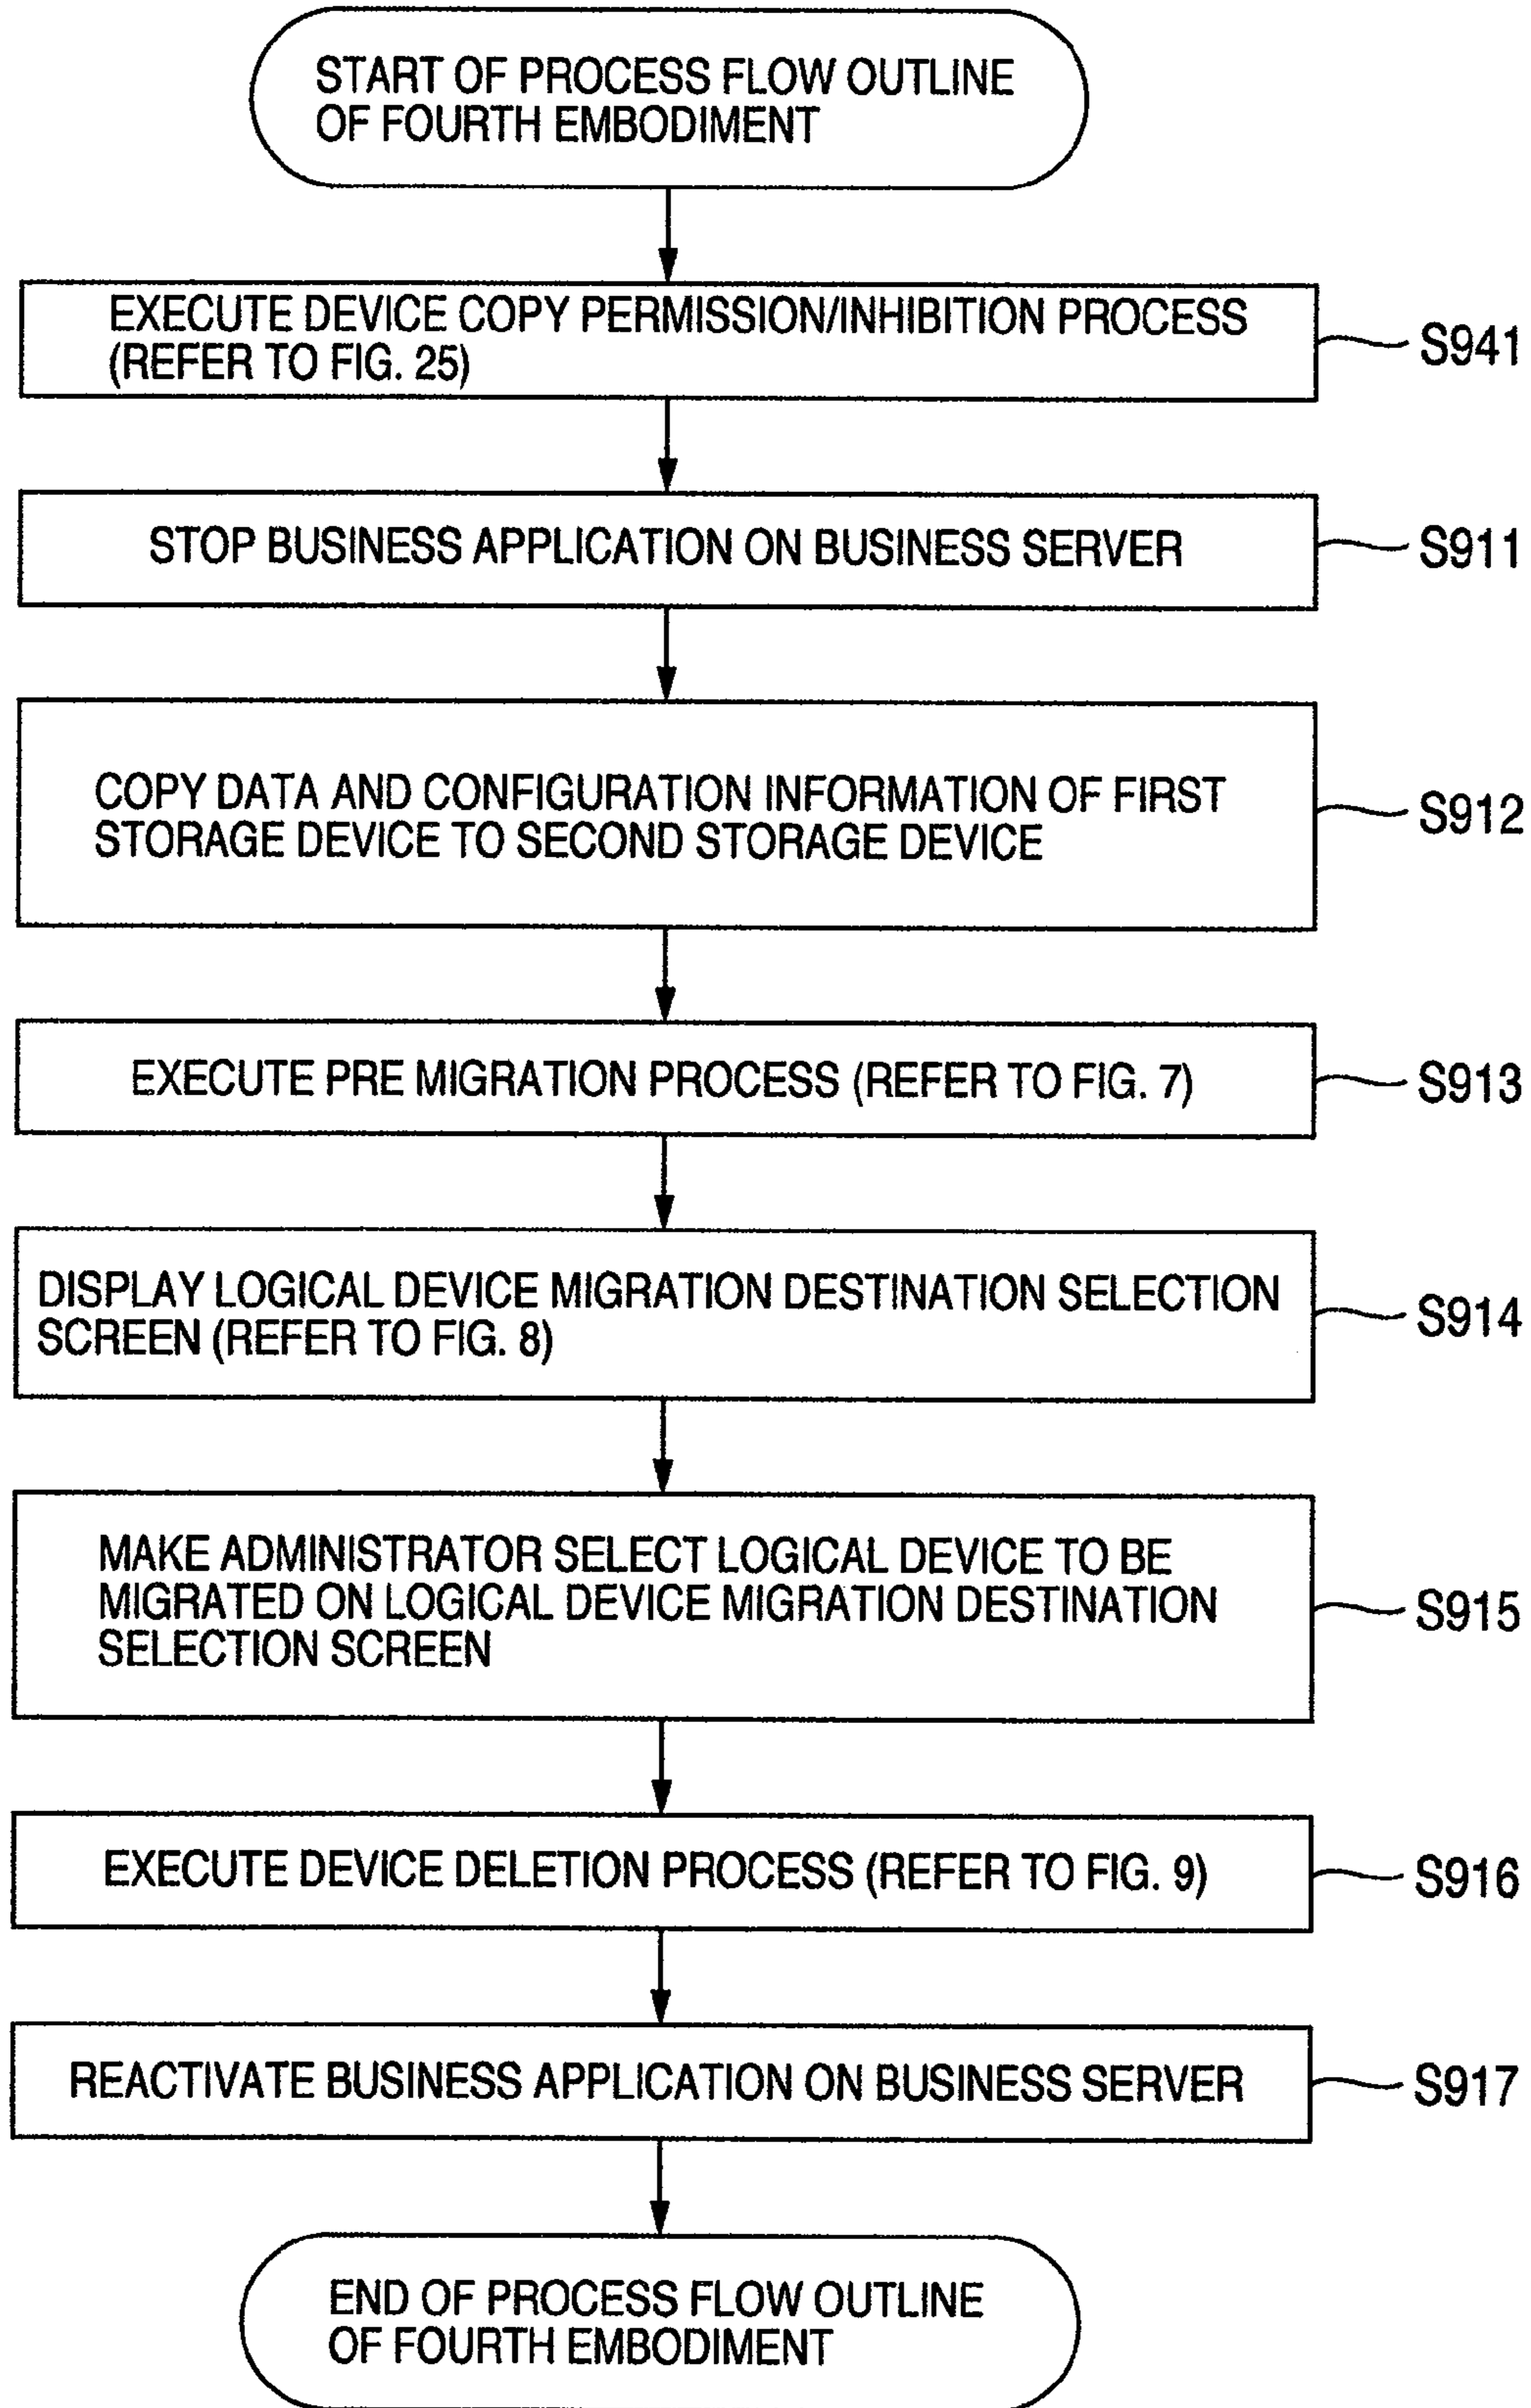 START OF PROCESS FLOW OUTLINE
OF FOURTH EMBODIMENT
EXECUTE DEVICE COPY PERMISSION/INHIBITION PROCESS
(REFER TO FIG. 25)
S941
STOP BUSINESS APPLICATION ON BUSINESS SERVER
S911
COPY DATA AND CONFIGURATION INFORMATION OF FIRST
STORAGE DEVICE TO SECOND STORAGE DEVICE
S912
EXECUTE PRE MIGRATION PROCESS (REFER TO FIG. 7)
S913
DISPLAY LOGICAL DEVICE MIGRATION DESTINATION SELECTION
SCREEN (REFER TO FIG. 8)
S914
MAKE ADMINISTRATOR SELECT LOGICAL DEVICE TO BE
MIGRATED ON LOGICAL DEVICE MIGRATION DESTINATION
SELECTION SCREEN
S915
EXECUTE DEVICE DELETION PROCESS (REFER TO FIG. 9)
S916
REACTIVATE BUSINESS APPLICATION ON BUSINESS SERVER
S917
END OF PROCESS FLOW OUTLINE
OF FOURTH EMBODIMENT